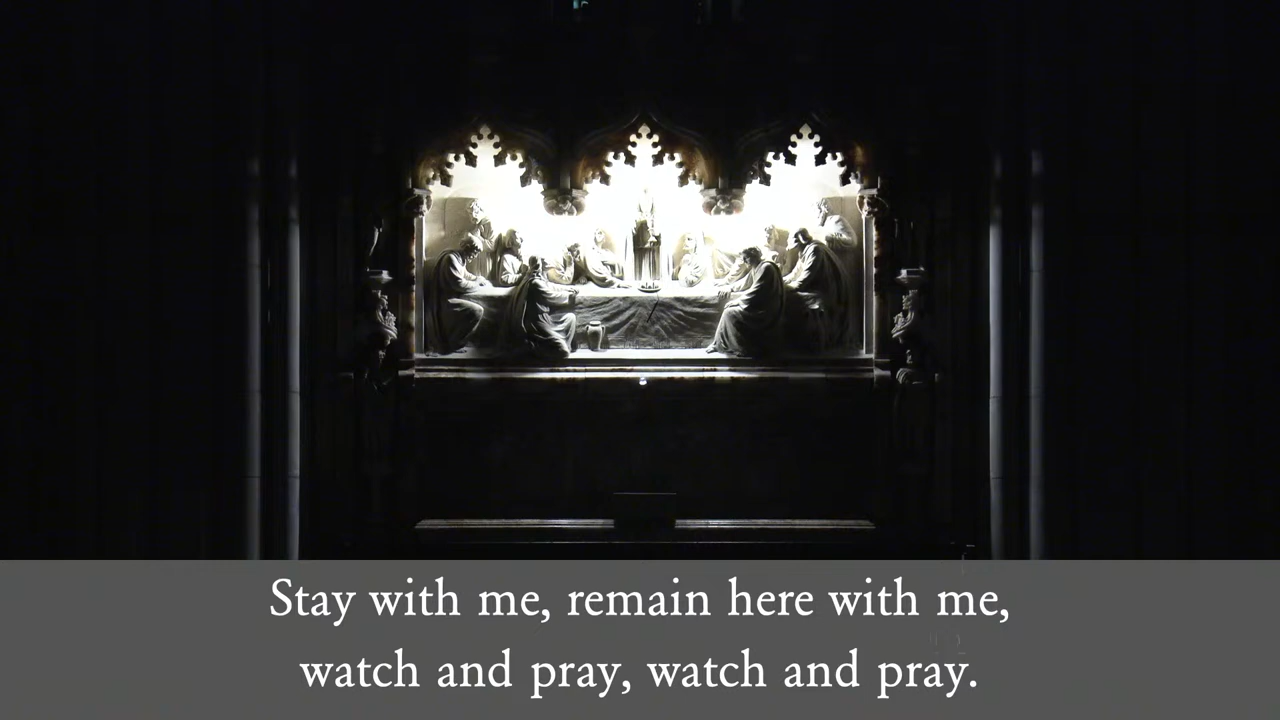 Stay with me, remain here with me,
watch and pray, watch and pray.